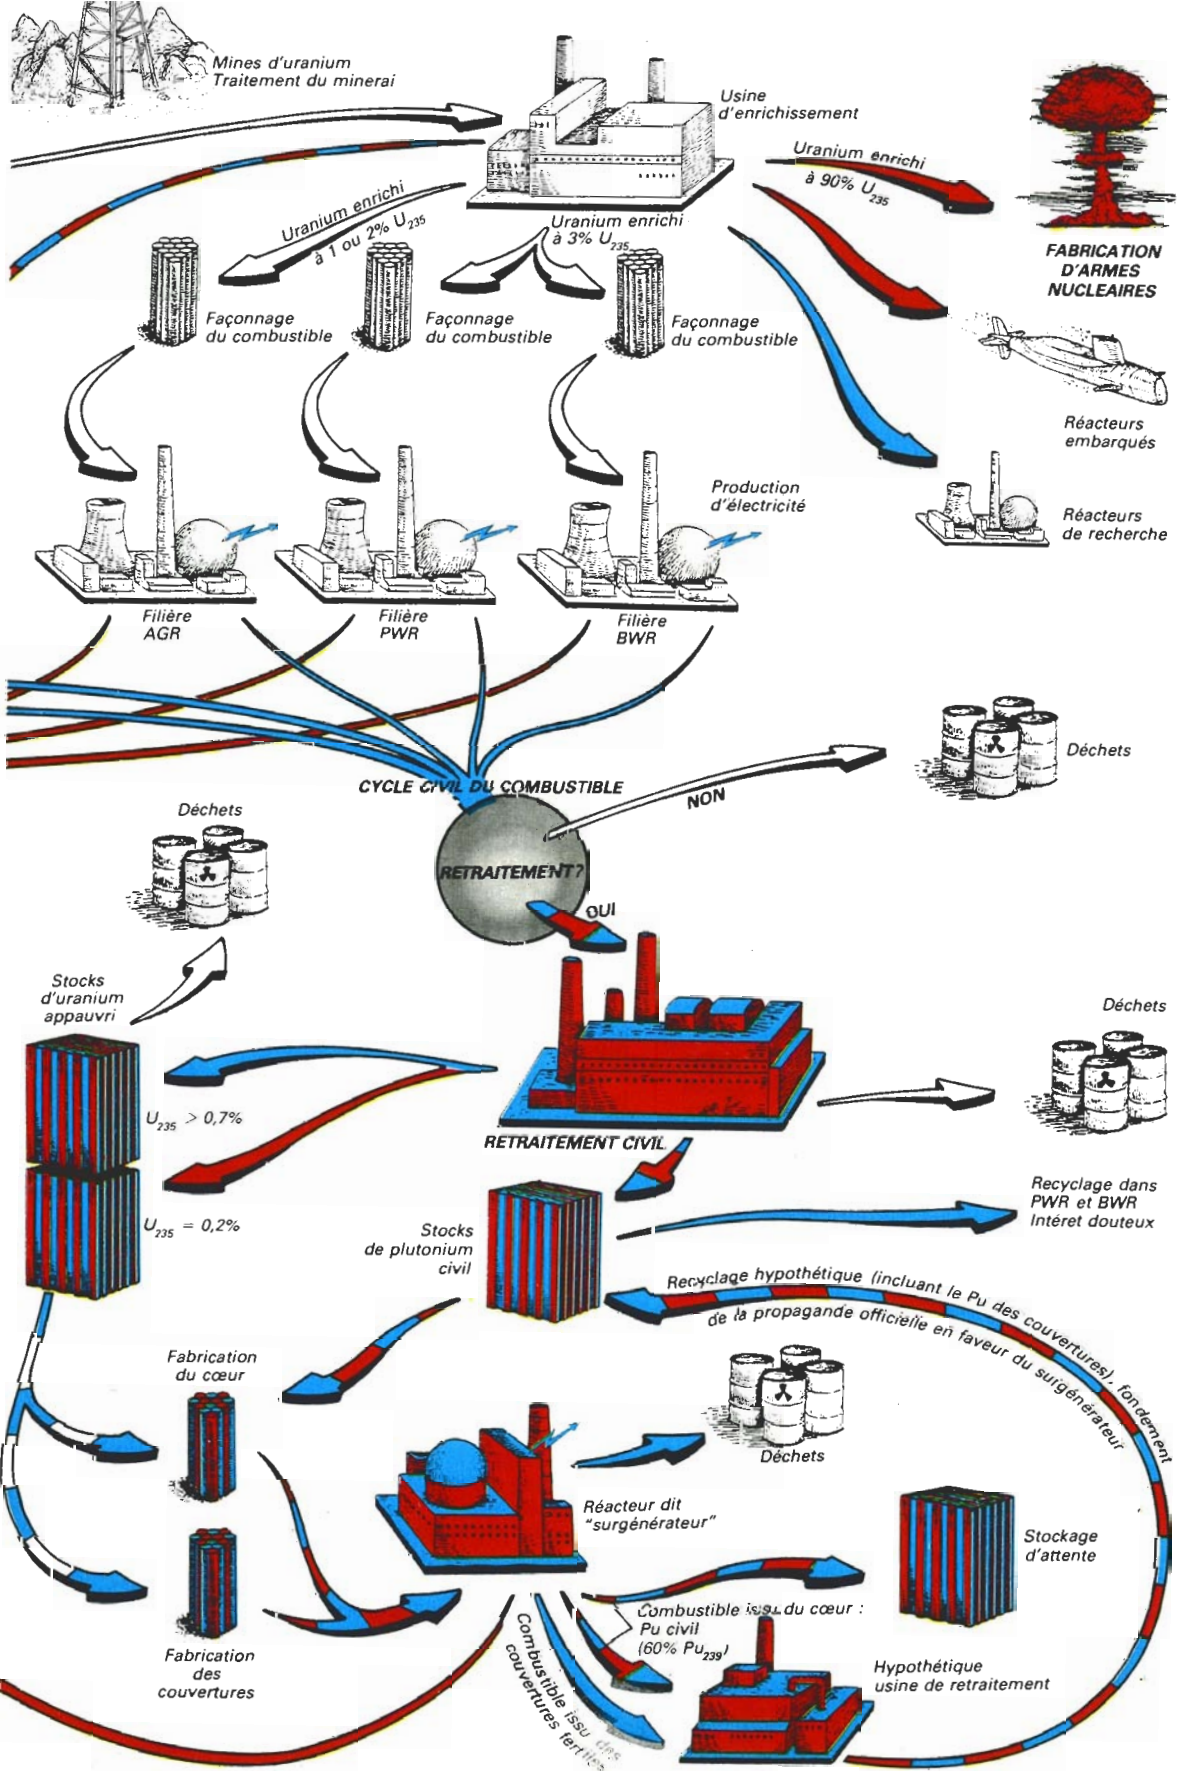 Mines d'uranium
Traitement du minerai
Usine
d'enrichissement
Uranium enrichi
à 90% U235
FABRICATION
D'ARMES
NUCLEAIRES
Uranium enrichi
à 1 ou 2% U235
Uranium enrichi
à 3% U235
Façonnage
du combustible
Façonnage
du combustible
Façonnage
du combustible
Réacteurs
embarqués
Production
d'électricité
Réacteurs
de recherche
Filière
AGR
Filière
PWR
Filière
BWR
Déchets
CYCLE CIVIL DU COMBUSTIBLE
NON
Déchets
RETRAITEMENT?
OUI
Stocks
d'uranium
appauvri
Déchets
U235 > 0,7%
RETRAITEMENT CIVIL
U235 = 0,2%
Stocks
de plutonium
civil
Recyclage dans
PWR et BWR
Intéret douteux
Recyclage hypothétique (incluant le Pu des couvertures), fondement
de la propagande officielle en faveur du surgénérateur
Fabrication
du cœur
Déchets
Réacteur dit
"surgénérateur"
Stockage
d'attente
Combustible issu du cœur :
Pu civil
(60% Pu239)
Combustible issu des
couvertures fertiles
Fabrication
des
couvertures
Hypothétique
usine de retraitement